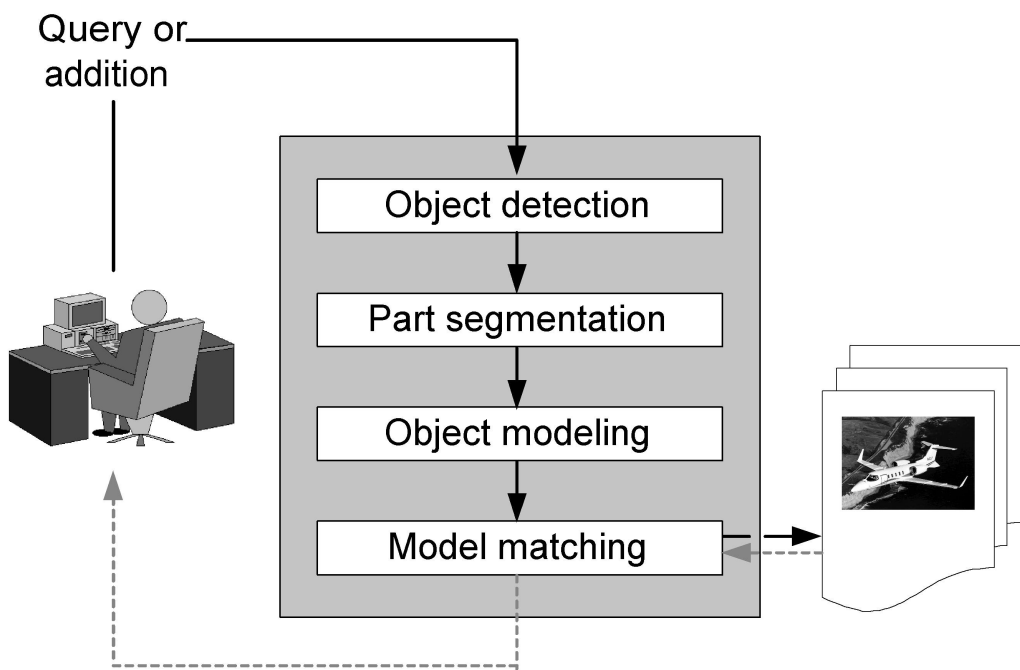 Query or
addition
Object detection
Part segmentation
Object modeling
Model matching